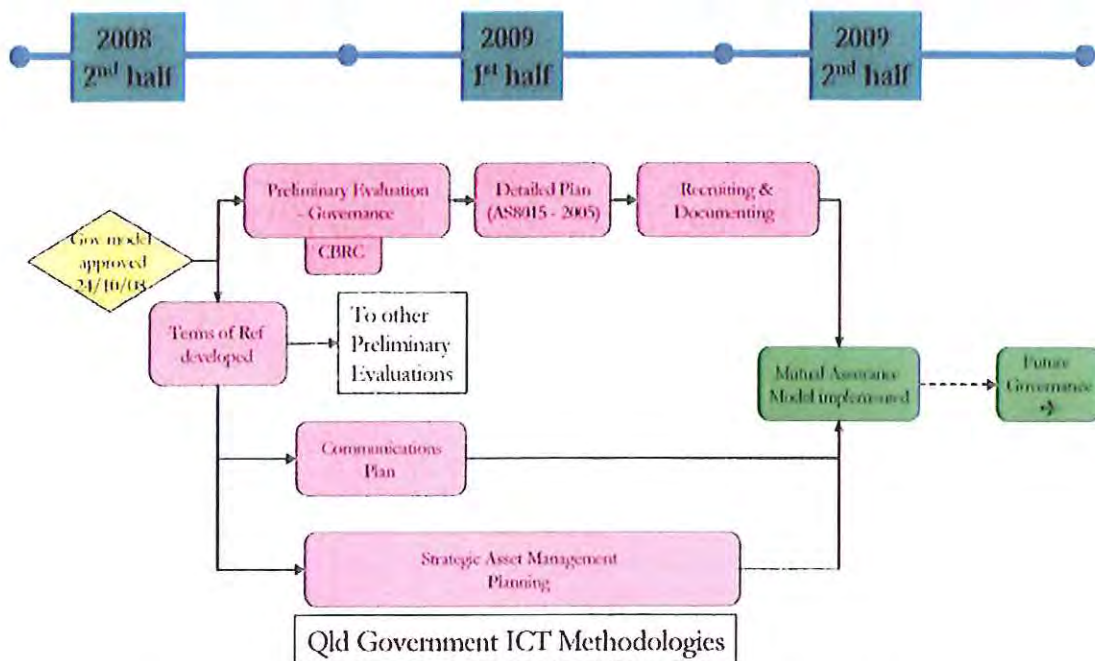 2008
2nd half
2009
1st half
2009
2nd half
Preliminary Evaluation
- Governance
CBRC
Detailed Plan
(AS8015 - 2005)
Recruiting &
Documenting
Gov model
approved
24/10/08
Terms of Ref
developed
To other
Preliminary
Evaluations
Mutual Assurance
Model implemented
Future
Governance
Communications
Plan
Strategic Asset Management
Planning
Qld Government ICT Methodologies